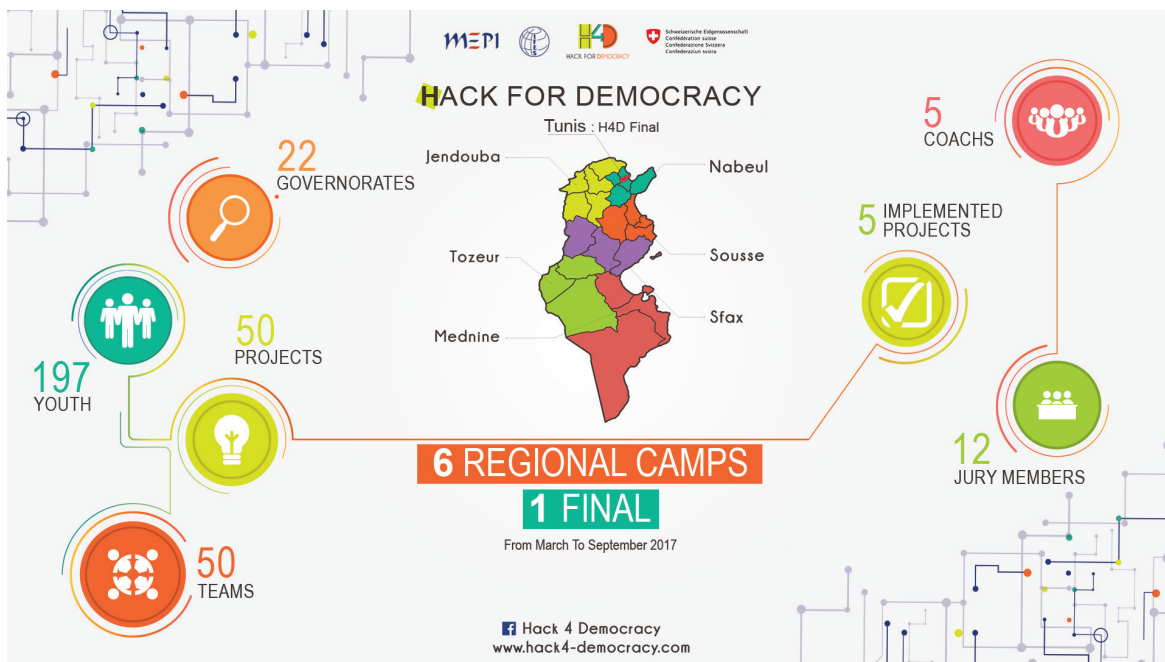 MEPI
IFES
H4D
HACK FOR DEMOCRACY
Schweizerische Eidgenossenschaft
Confédération suisse
Confederazione Svizzera
Confederaziun svizra
HACK FOR DEMOCRACY
Tunis : H4D Final
Jendouba
Nabeul
Tozeur
Sousse
Mednine
Sfax
22
GOVERNORATES
197
YOUTH
50
PROJECTS
50
TEAMS
5
COACHS
5 IMPLEMENTED
PROJECTS
12
JURY MEMBERS
6 REGIONAL CAMPS
1 FINAL
From March To September 2017
Hack 4 Democracy
www.hack4-democracy.com